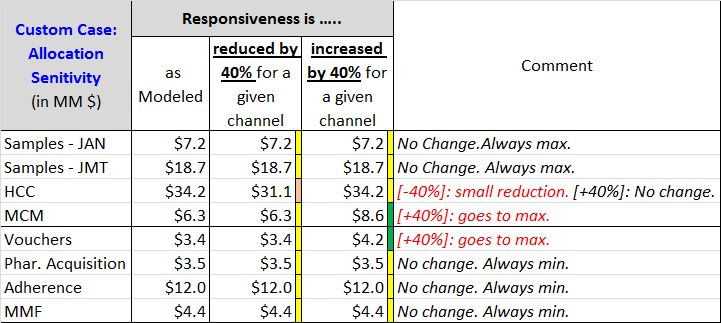 Custom Case:
Allocation
Senitivity
(in MM $)
Responsiveness is …..
as
Modeled
reduced by
40% for a
given
channel
increased
by 40% for
a given
channel
Comment
Samples - JAN $7.2 $7.2 $7.2 No Change.Always max.
Samples - JMT $18.7 $18.7 $18.7 No Change. Always max.
HCC $34.2 $31.1 $34.2 [-40%]: small reduction. [+40%]: No change.
MCM $6.3 $6.3 $8.6 [+40%]: goes to max.
Vouchers $3.4 $3.4 $4.2 [+40%]: goes to max.
Phar. Acquisition $3.5 $3.5 $3.5 No change. Always min.
Adherence $12.0 $12.0 $12.0 No change. Always min.
MMF $4.4 $4.4 $4.4 No change. Always min.